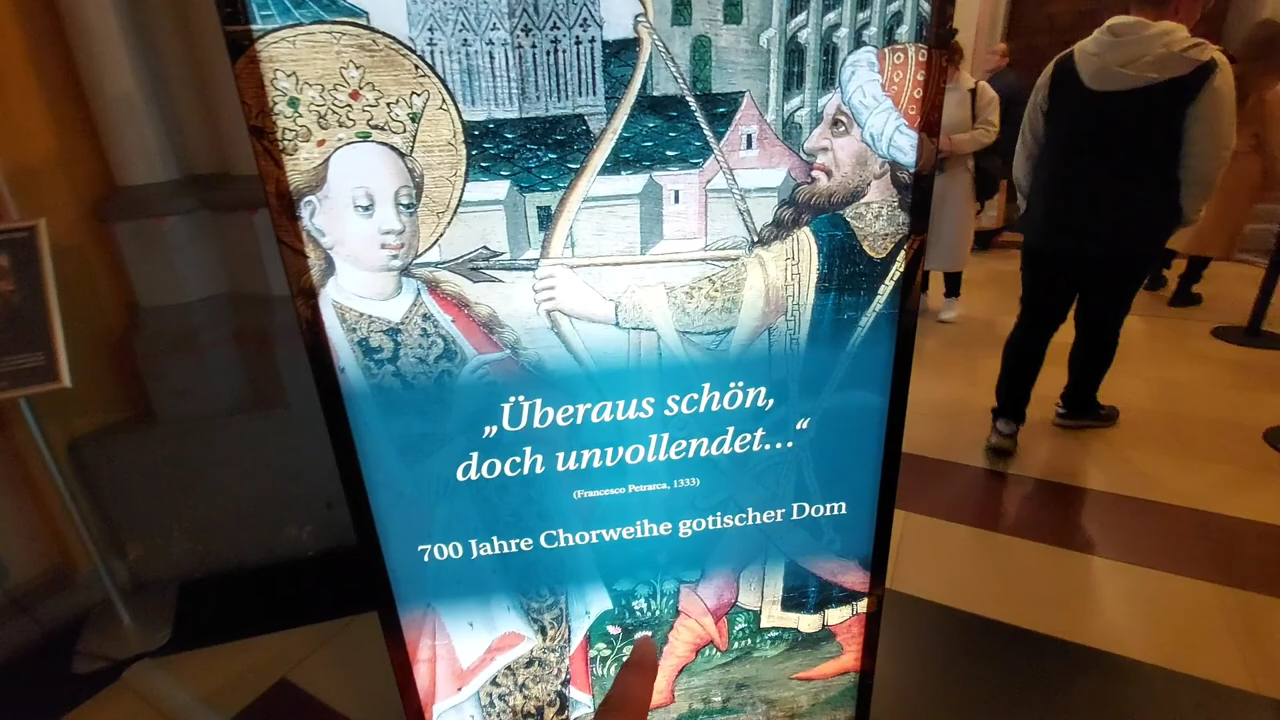 „Überaus schön,
doch unvollendet...“
(Francesco Petrarca, 1333)
700 Jahre Chorweihe gotischer Dom